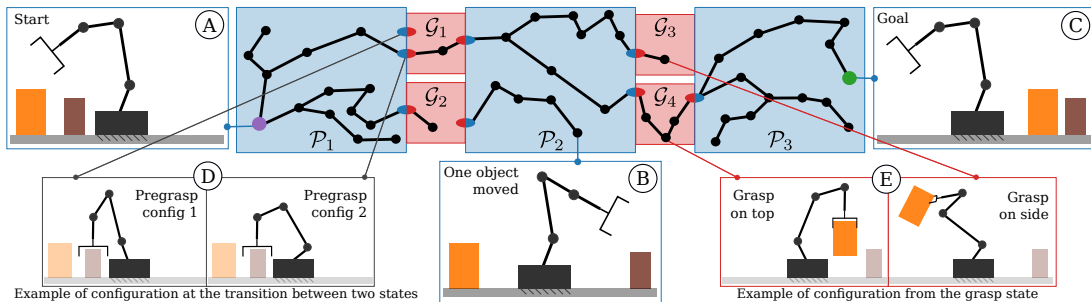 Start
A
𝒢1
𝒢2
𝒫1
𝒫2
𝒢3
𝒢4
𝒫3
Goal
C
D
Pregrasp
config 1
Pregrasp
config 2
Example of configuration at the transition between two states
One object
moved
B
E
Grasp
on top
Grasp
on side
Example of configuration from the grasp state